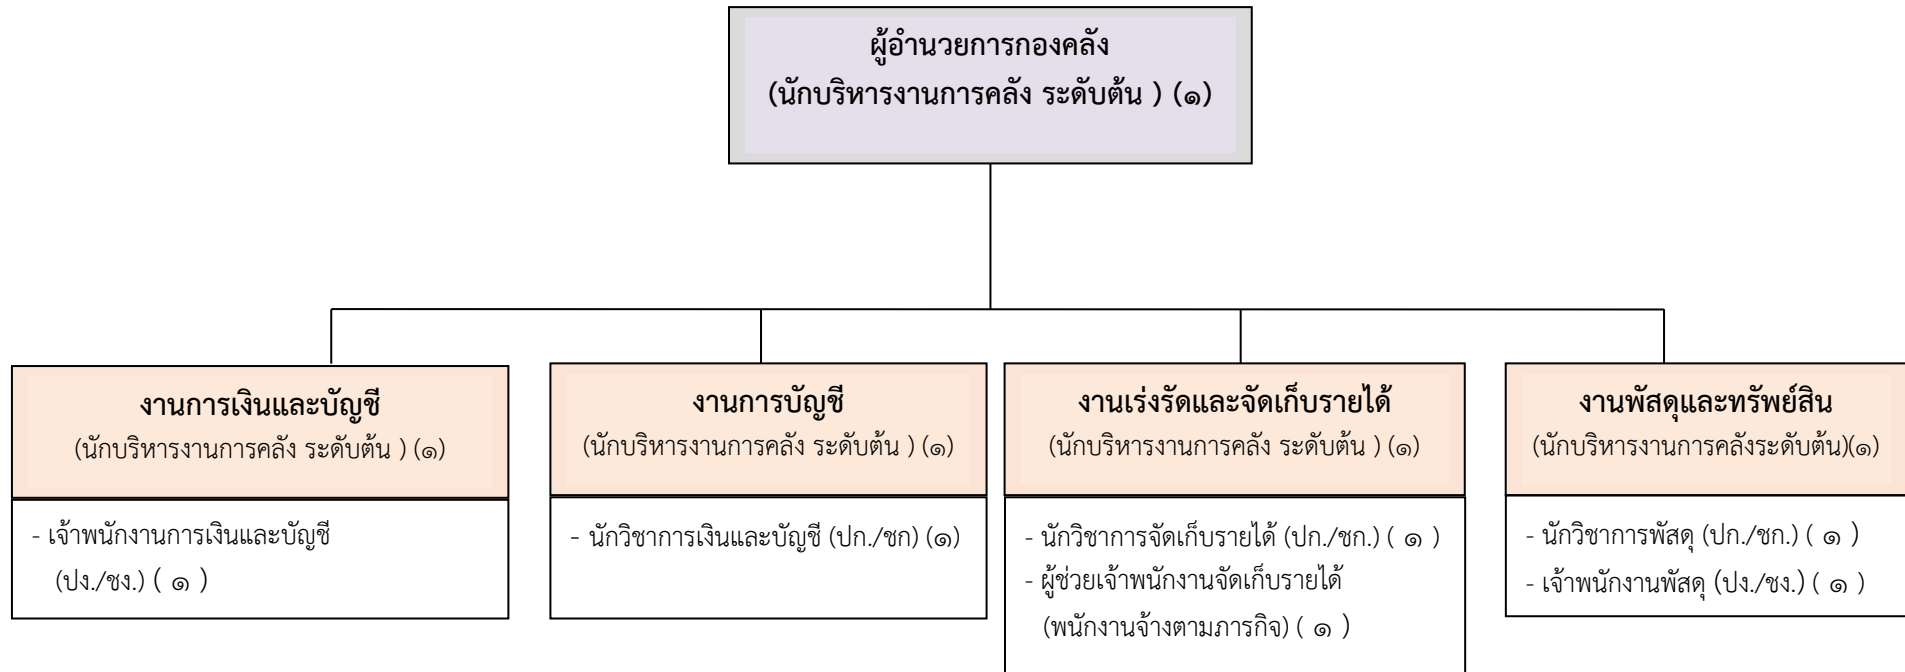 ผู้อำนวยการกองคลัง
(นักบริหารงานการคลัง ระดับต้น ) (๑)
งานการเงินและบัญชี
(นักบริหารงานการคลัง ระดับต้น ) (๑)
- เจ้าพนักงานการเงินและบัญชี
(ปง./ชง.) ( ๑ )
งานการบัญชี
(นักบริหารงานการคลัง ระดับต้น ) (๑)
- นักวิชาการเงินและบัญชี (ปก./ชก) (๑)
งานเร่งรัดและจัดเก็บรายได้
(นักบริหารงานการคลัง ระดับต้น ) (๑)
- นักวิชาการจัดเก็บรายได้ (ปก./ชก.) ( ๑ )
- ผู้ช่วยเจ้าพนักงานจัดเก็บรายได้
(พนักงานจ้างตามภารกิจ) ( ๑ )
งานพัสดุและทรัพย์สิน
(นักบริหารงานการคลังระดับต้น)(๑)
- นักวิชาการพัสดุ (ปก./ชก.) ( ๑ )
- เจ้าพนักงานพัสดุ (ปง./ชง.) ( ๑ )